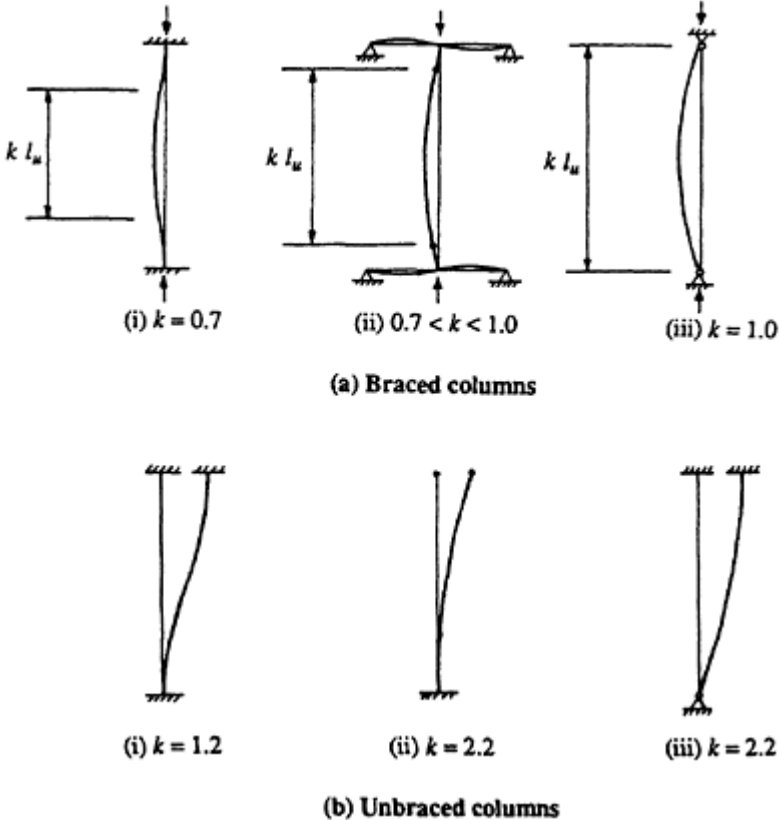 k l_u
k l_u
k l_u
(i) k = 0.7
(ii) 0.7 < k < 1.0
(iii) k = 1.0
(a) Braced columns
(i) k = 1.2
(ii) k = 2.2
(iii) k = 2.2
(b) Unbraced columns